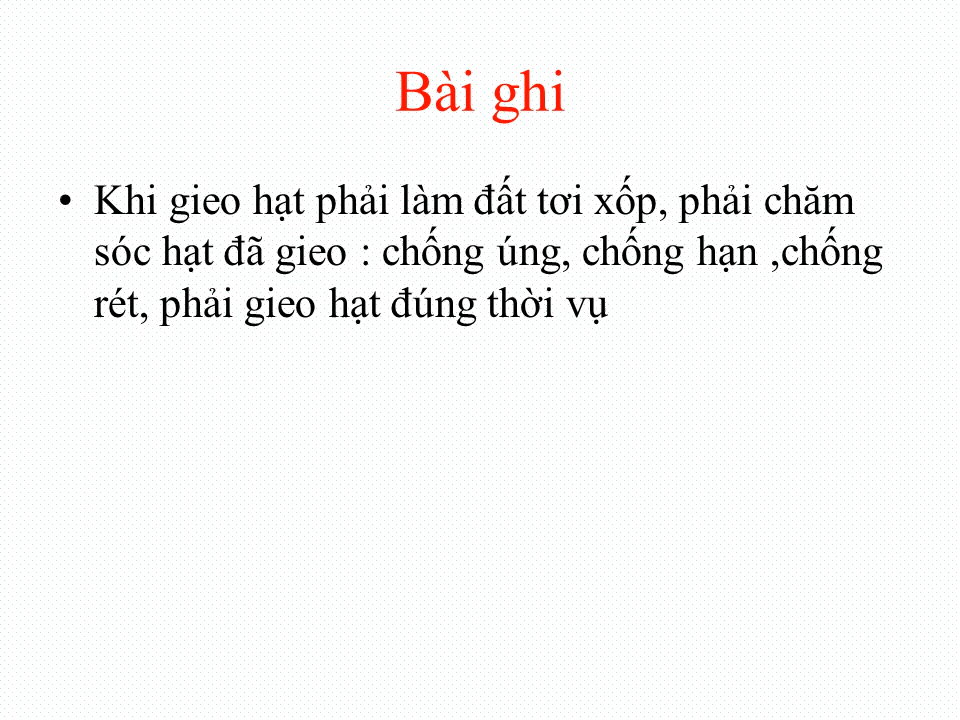 Bài ghi
• Khi gieo hạt phải làm đất tơi xốp, phải chăm
sóc hạt đã gieo : chống úng, chống hạn ,chống
rét, phải gieo hạt đúng thời vụ